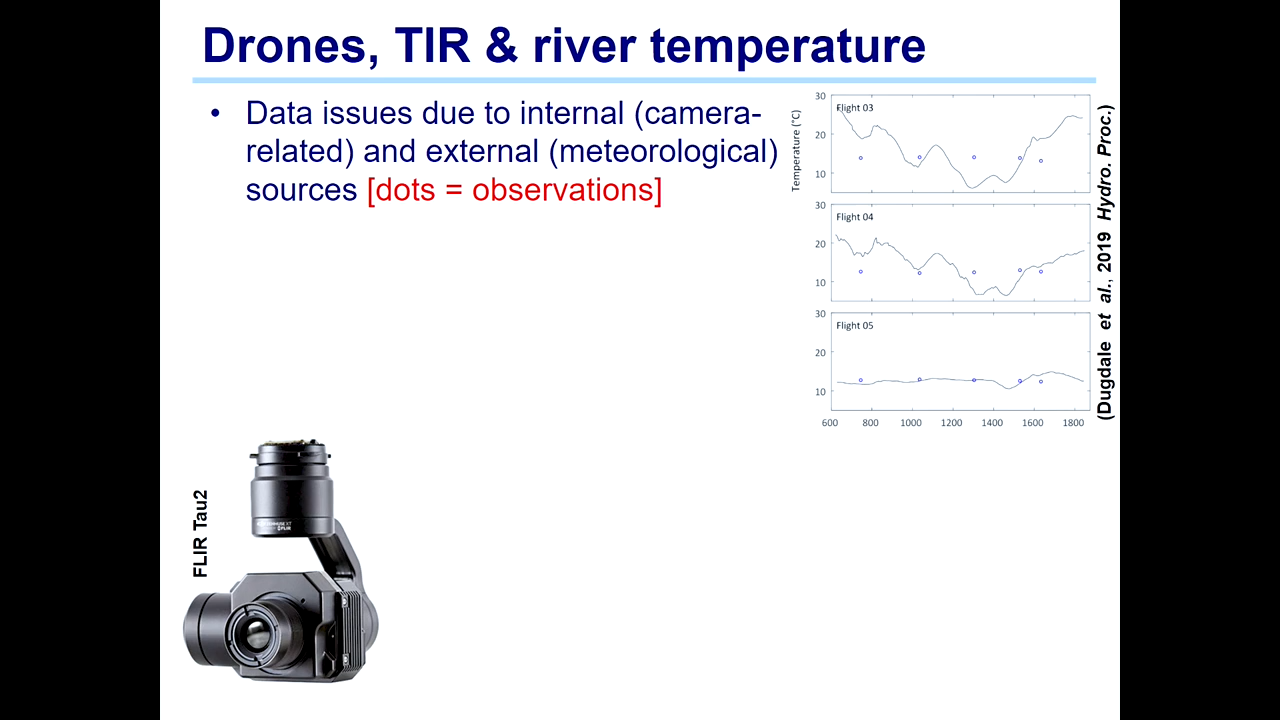 Drones, TIR & river temperature
• Data issues due to internal (camera-
related) and external (meteorological)
sources [dots = observations]
Temperature (°C)
30
20
10
Flight 03
30
20
10
Flight 04
30
20
10
Flight 05
600 800 1000 1200 1400 1600 1800
(Dugdale et al., 2019 Hydro. Proc.)
FLIR Tau2
XT
FLIR